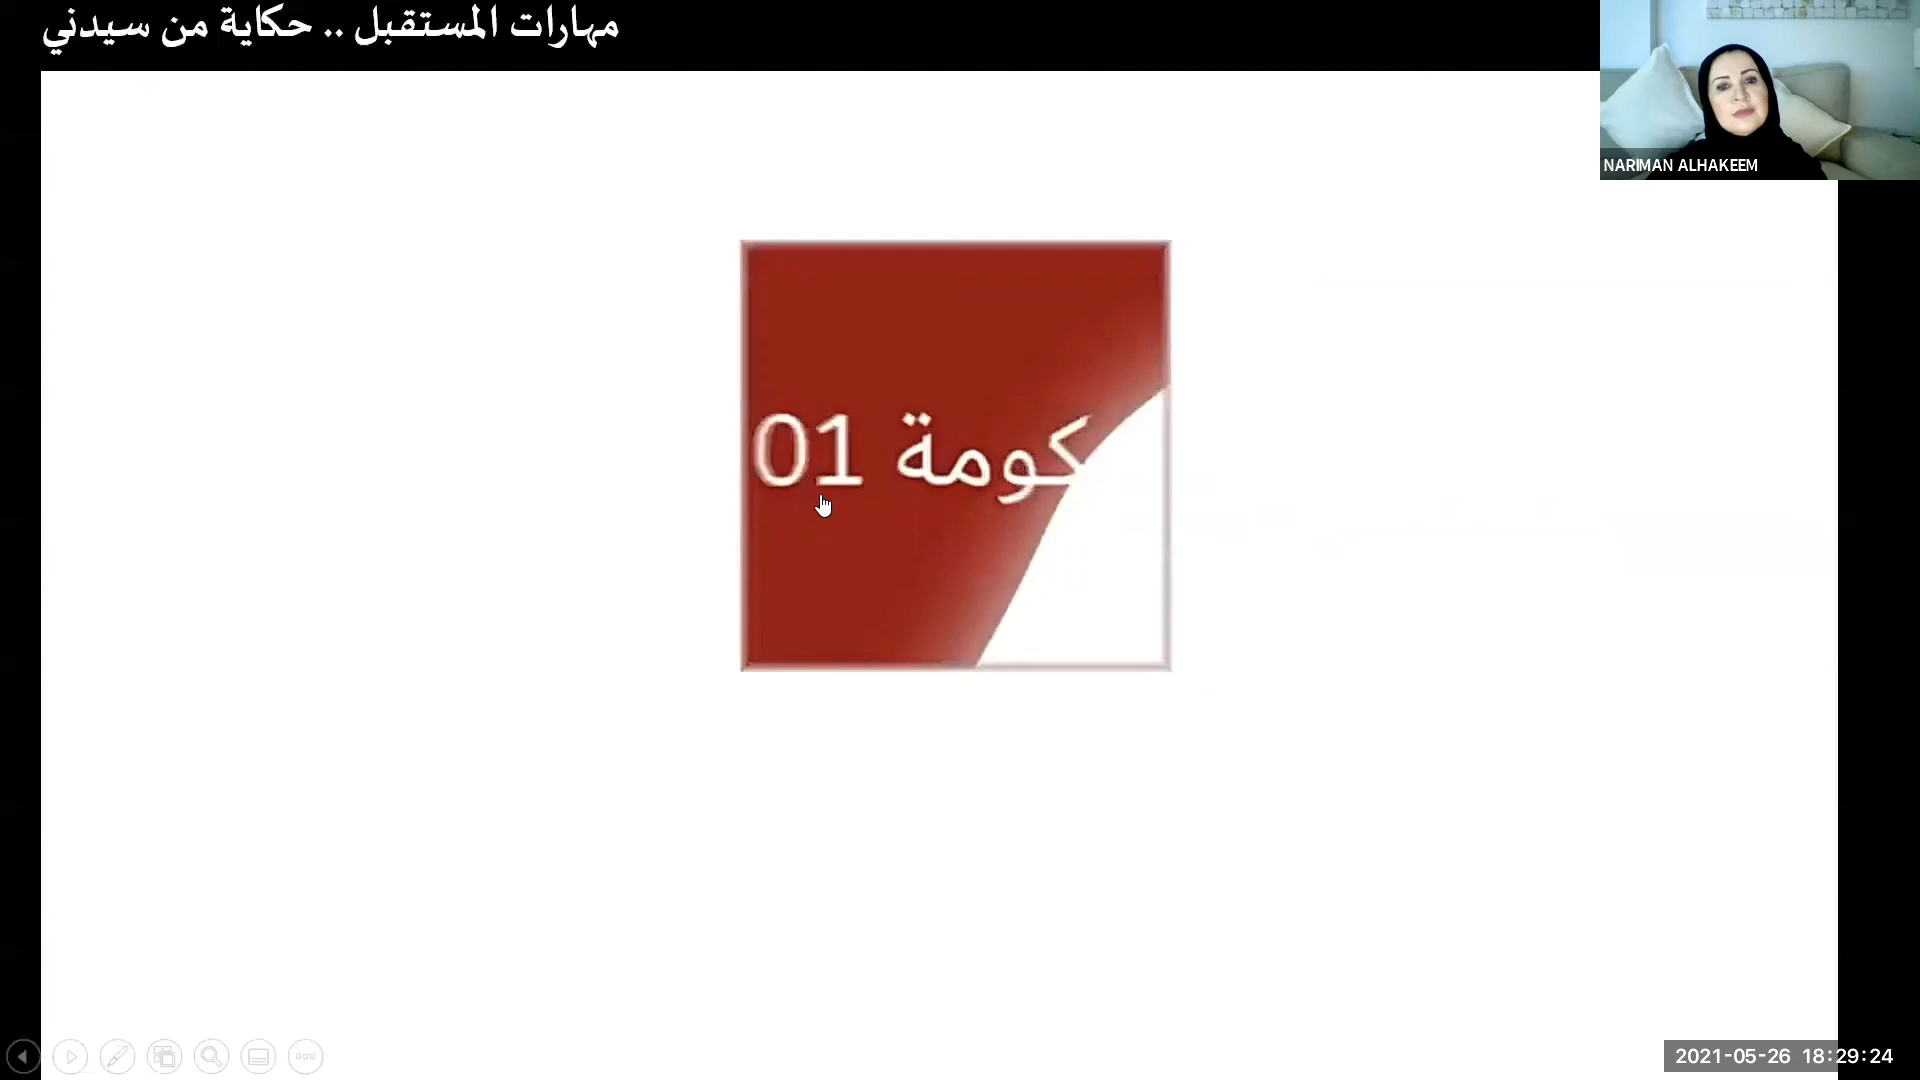 مهارات المستقبل .. حكاية من سيدني
NARIMAN ALHAKEEM
كومة 01
2021-05-26 18:29:24